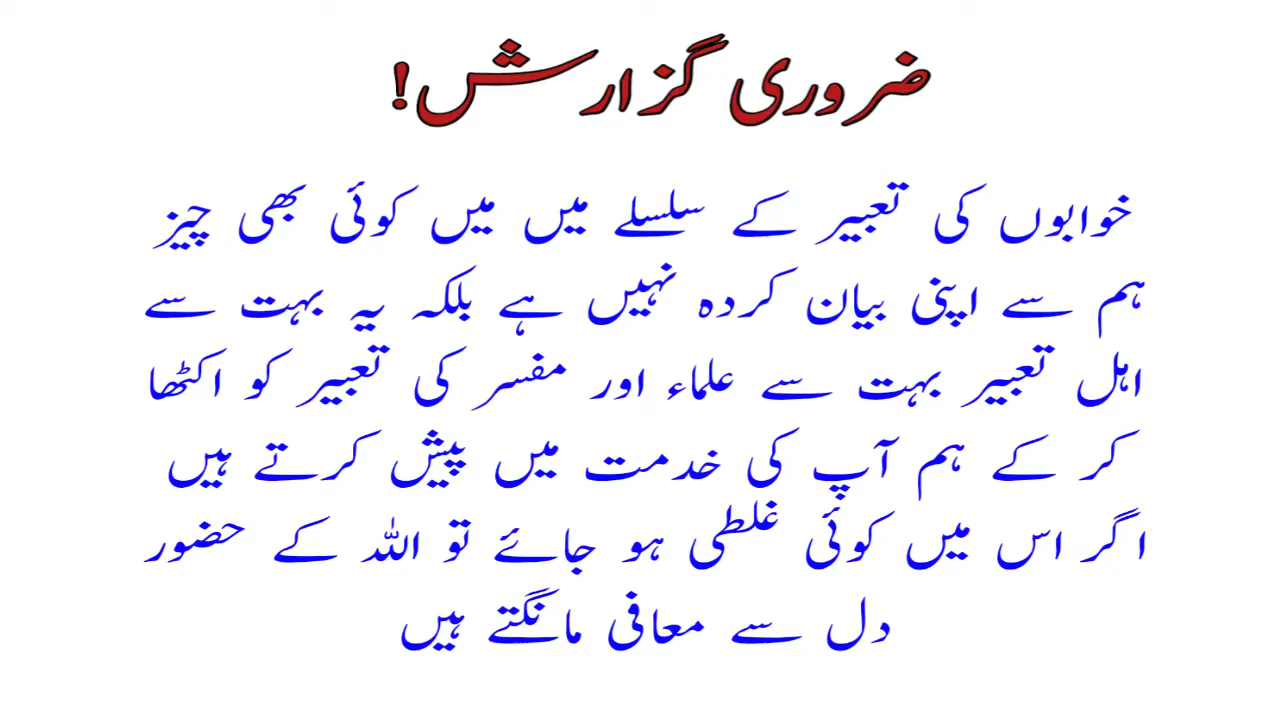 ضروری گزارش!
خوابوں کی تعبیر کے سلسلے میں میں کوئی بھی چیز
ہم سے اپنی بیان کردہ نہیں ہے بلکہ یہ بہت سے
اہل تعبیر بہت سے علماء اور مفسر کی تعبیر کو اکٹھا
کر کے ہم آپ کی خدمت میں پیش کرتے ہیں
اگر اس میں کوئی غلطی ہو جائے تو اللہ کے حضور
دل سے معافی مانگتے ہیں